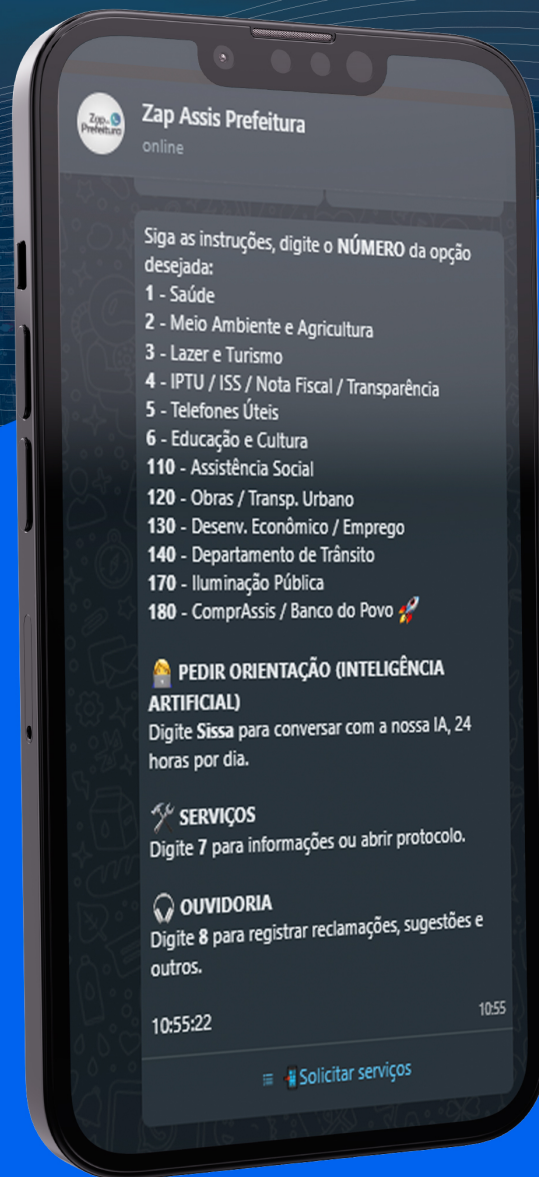 Zap
Prefeitura
Zap Assis Prefeitura
online
Siga as instruções, digite o NÚMERO da opção
desejada:
1 - Saúde
2 - Meio Ambiente e Agricultura
3 - Lazer e Turismo
4 - IPTU / ISS / Nota Fiscal / Transparência
5 - Telefones Úteis
6 - Educação e Cultura
110 - Assistência Social
120 - Obras / Transp. Urbano
130 - Desenv. Econômico / Emprego
140 - Departamento de Trânsito
170 - Iluminação Pública
180 - ComprAssis / Banco do Povo 🚀
👩‍💻 PEDIR ORIENTAÇÃO (INTELIGÊNCIA
ARTIFICIAL)
Digite Sissa para conversar com a nossa IA, 24
horas por dia.
🛠 SERVIÇOS
Digite 7 para informações ou abrir protocolo.
🎧 OUVIDORIA
Digite 8 para registrar reclamações, sugestões e
outros.
10:55:22
10:55
📲Solicitar serviços